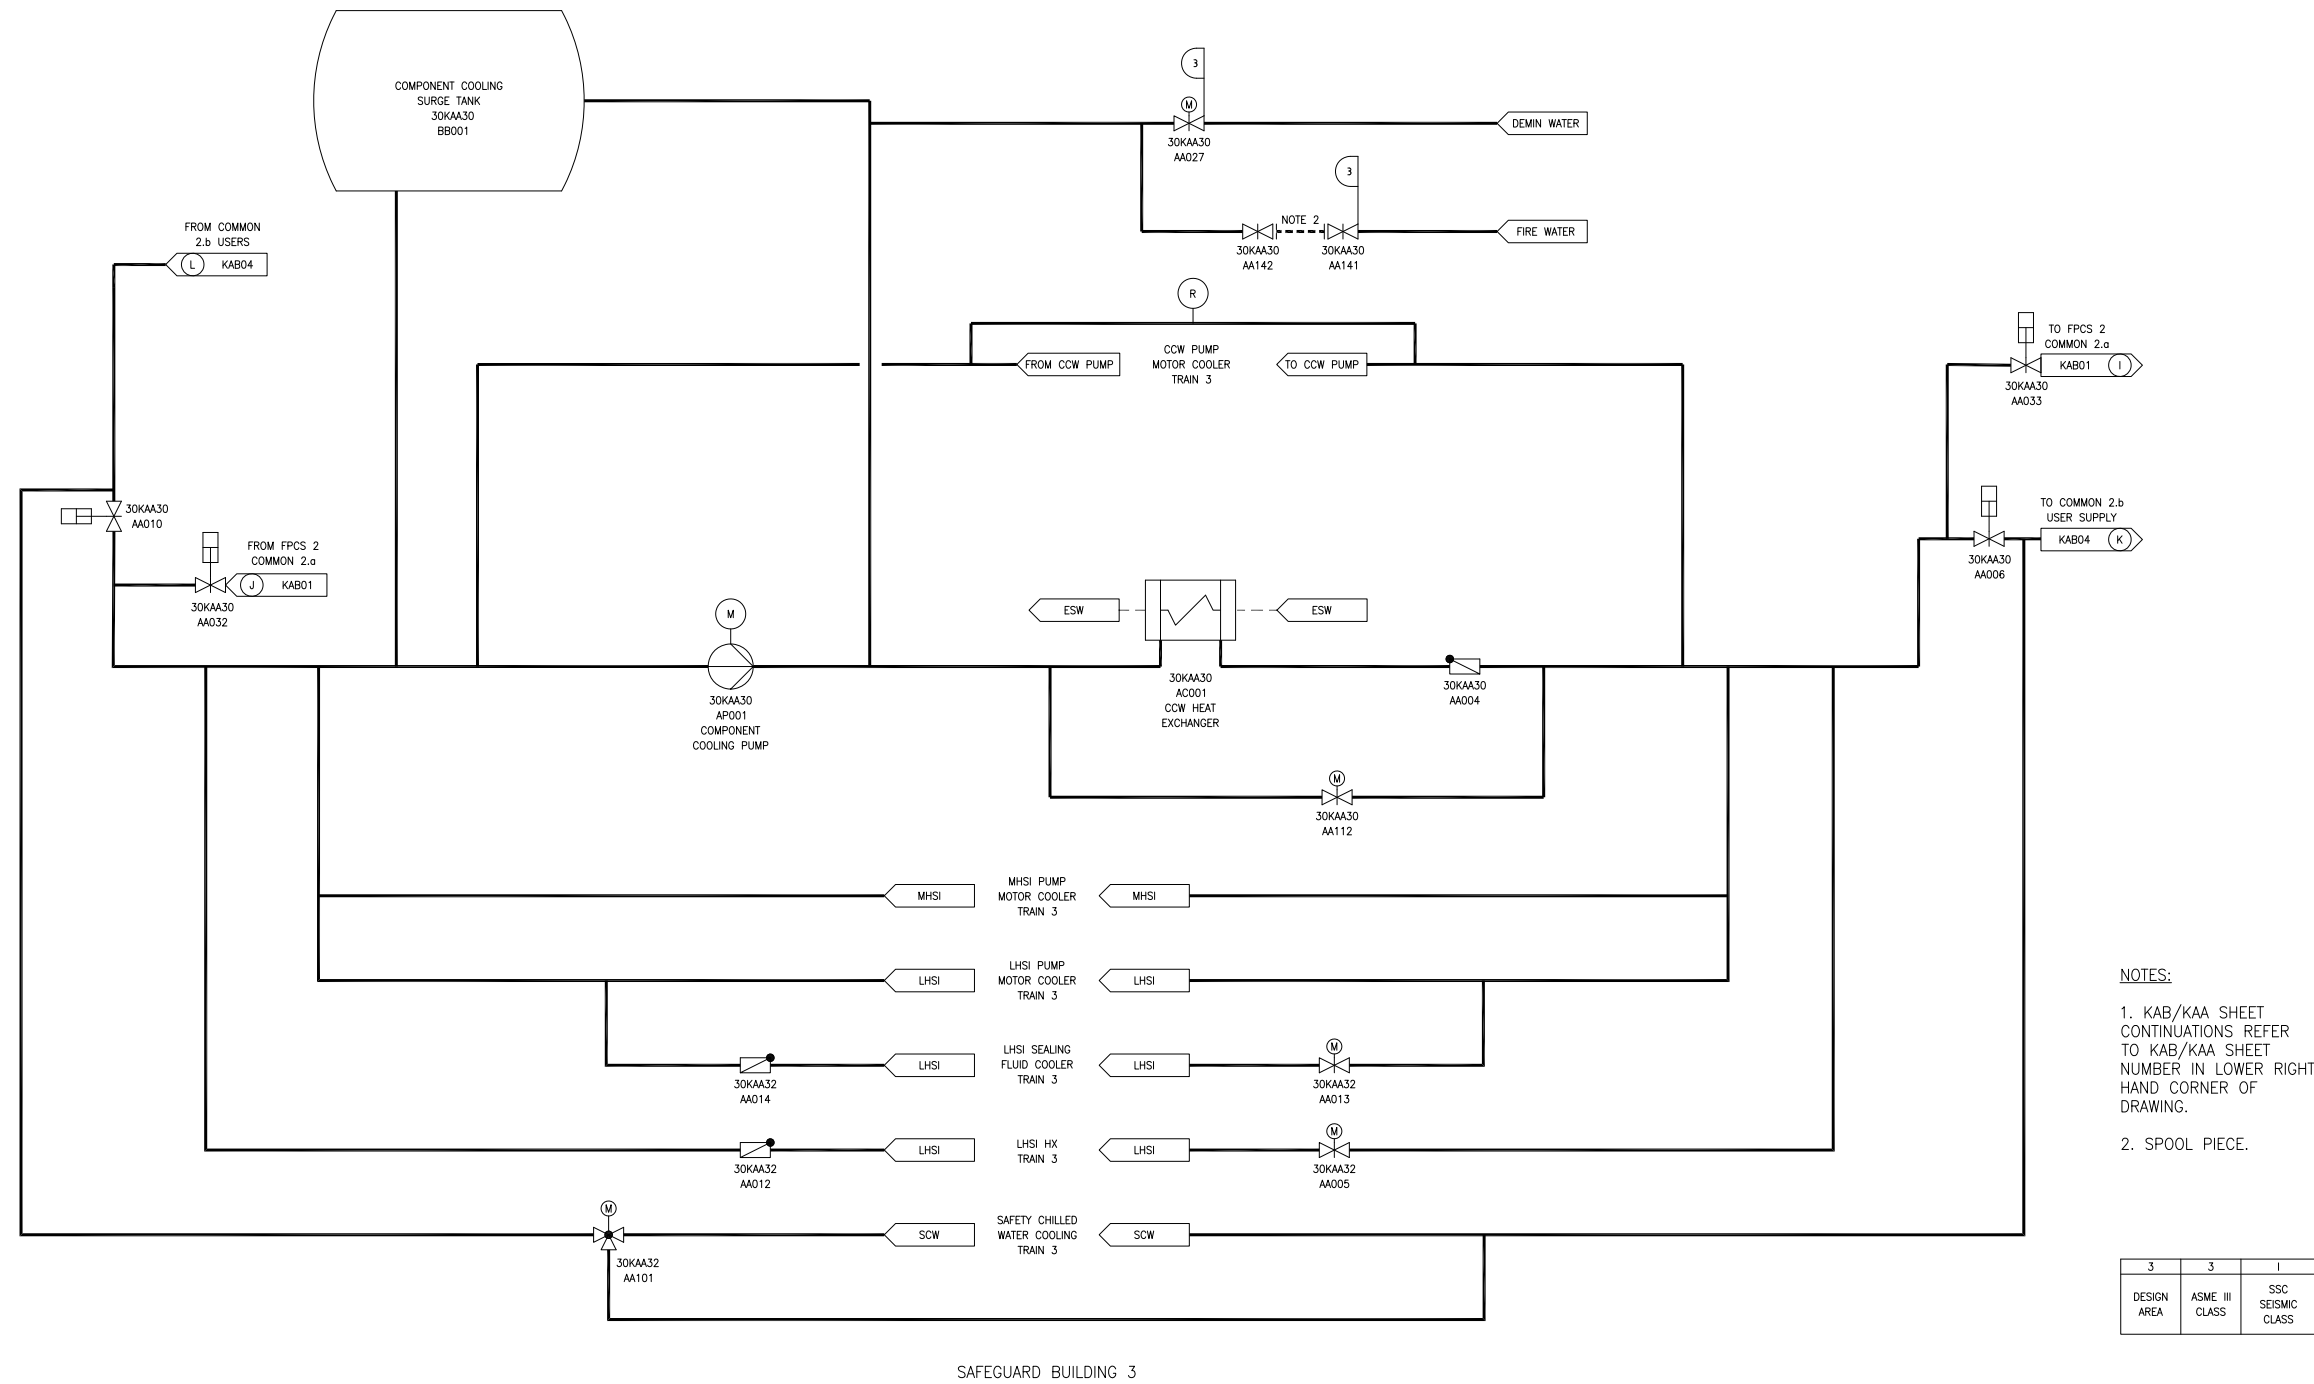 COMPONENT COOLING
SURGE TANK
30KAA30
BB001
3
M
DEMIN WATER
30KAA30
AA027
3
NOTE 2
FIRE WATER
30KAA30
AA142
30KAA30
AA141
FROM COMMON
2.b USERS
L KAB04
R
FROM CCW PUMP
CCW PUMP
MOTOR COOLER
TRAIN 3
TO CCW PUMP
TO FPCS 2
COMMON 2.a
KAB01 I
30KAA30
AA033
30KAA30
AA010
FROM FPCS 2
COMMON 2.a
J KAB01
30KAA30
AA032
TO COMMON 2.b
USER SUPPLY
KAB04 K
30KAA30
AA006
M
ESW
ESW
30KAA30
AP001
COMPONENT
COOLING PUMP
30KAA30
AC001
CCW HEAT
EXCHANGER
30KAA30
AA004
M
30KAA30
AA112
MHSI
MHSI PUMP
MOTOR COOLER
TRAIN 3
MHSI
LHSI
LHSI PUMP
MOTOR COOLER
TRAIN 3
LHSI
30KAA32
AA014
LHSI
LHSI SEALING
FLUID COOLER
TRAIN 3
LHSI
M
30KAA32
AA013
30KAA32
AA012
LHSI
LHSI HX
TRAIN 3
LHSI
M
30KAA32
AA005
M
30KAA32
AA101
SCW
SAFETY CHILLED
WATER COOLING
TRAIN 3
SCW
NOTES:
1. KAB/KAA SHEET
CONTINUATIONS REFER
TO KAB/KAA SHEET
NUMBER IN LOWER RIGHT
HAND CORNER OF
DRAWING.
2. SPOOL PIECE.
3 3 I
DESIGN
AREA
ASME III
CLASS
SSC
SEISMIC
CLASS
SAFEGUARD BUILDING 3